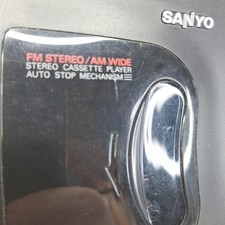 SANYO
FM STEREO/AM WIDE
STEREO CASSETTE PLAYER
AUTO STOP MECHANISM